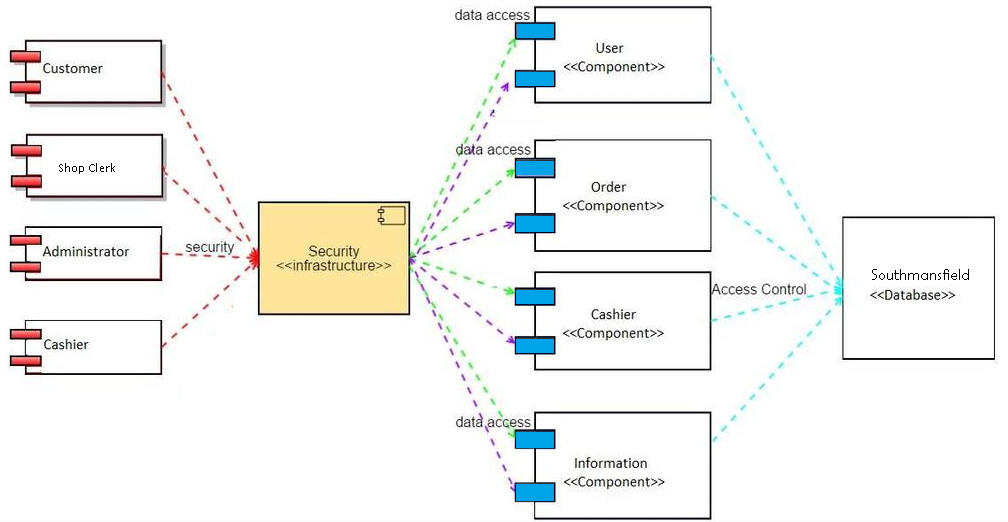 Customer
Shop Clerk
Administrator
Cashier
security
Security
<<infrastructure>>
data access
User
<<Component>>
data access
Order
<<Component>>
Cashier
<<Component>>
data access
Information
<<Component>>
Access Control
Southmansfield
<<Database>>